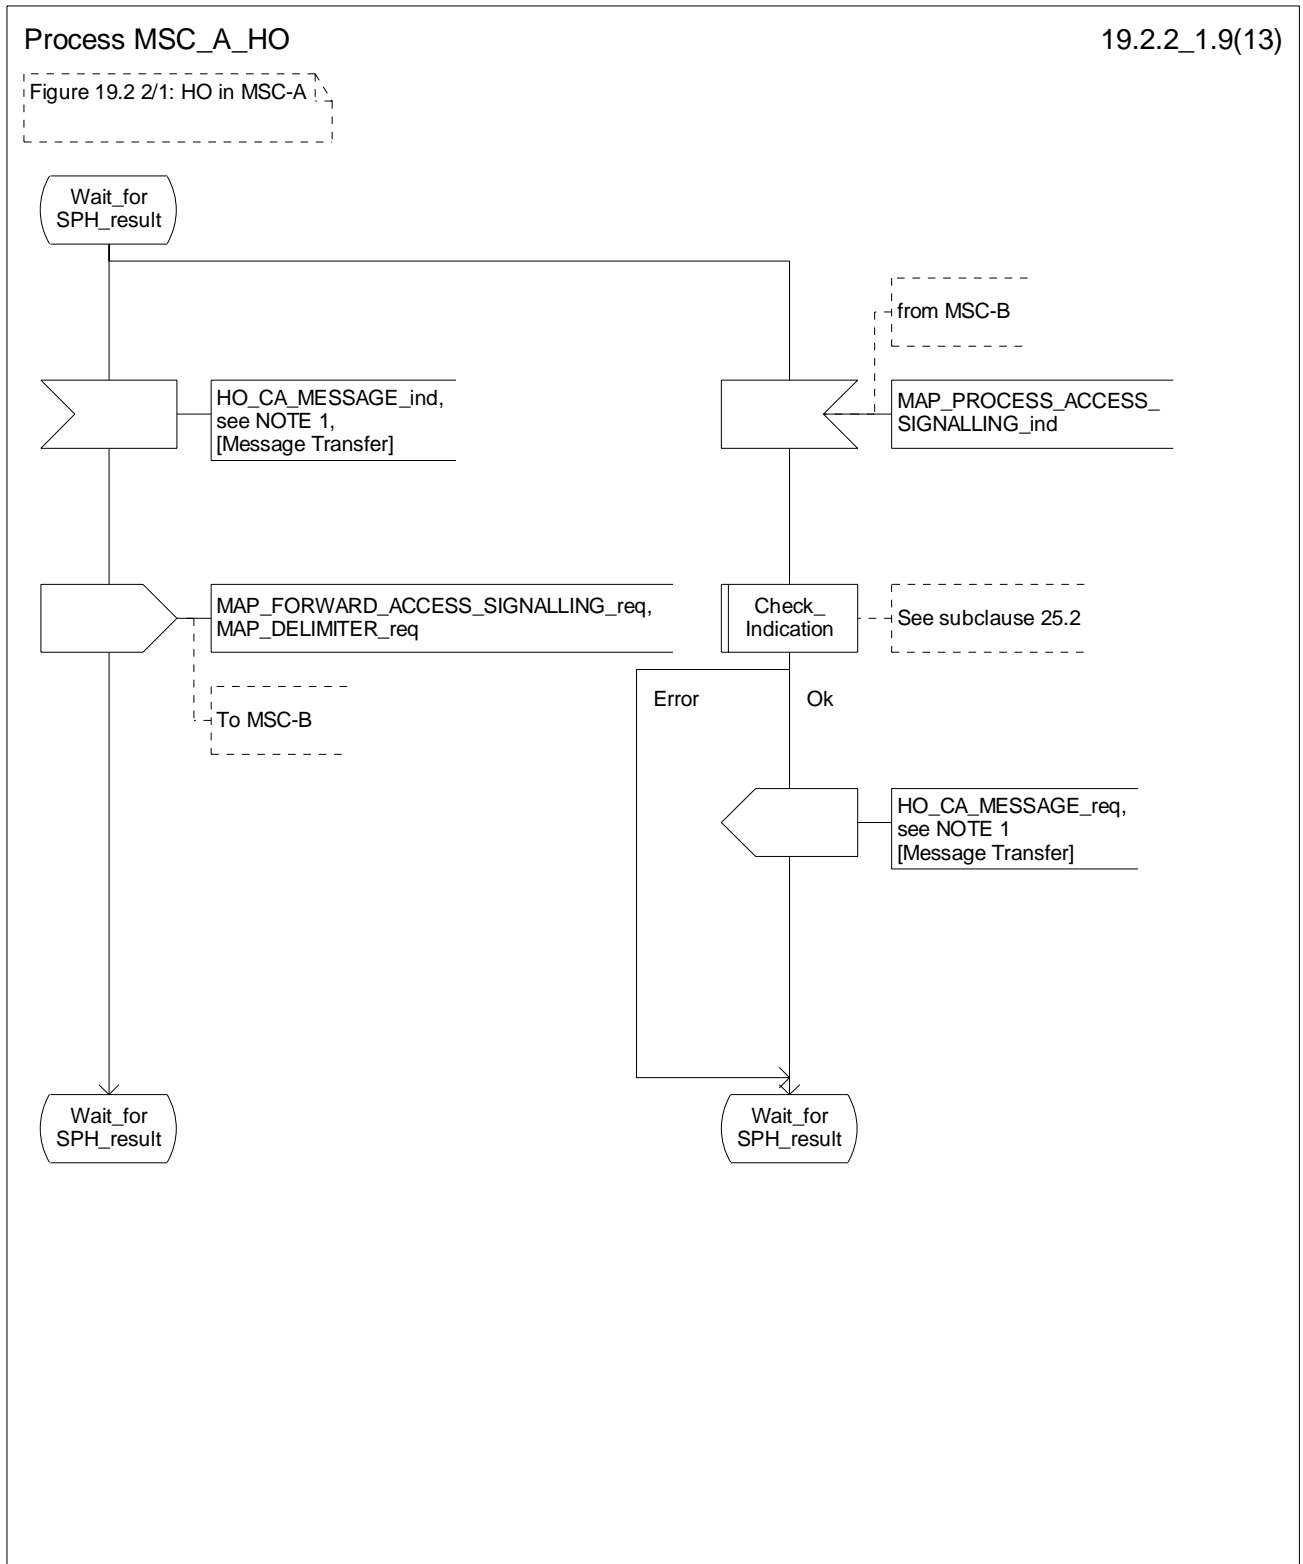 Process MSC_A_HO
19.2.2_1.9(13)
Figure 19.2 2/1: HO in MSC-A
Wait_for
SPH_result
from MSC-B
HO_CA_MESSAGE_ind,
see NOTE 1,
[Message Transfer]
MAP_PROCESS_ACCESS_
SIGNALLING_ind
MAP_FORWARD_ACCESS_SIGNALLING_req,
MAP_DELIMITER_req
Check_
Indication
See subclause 25.2
To MSC-B
Error
Ok
HO_CA_MESSAGE_req,
see NOTE 1
[Message Transfer]
Wait_for
SPH_result
Wait_for
SPH_result